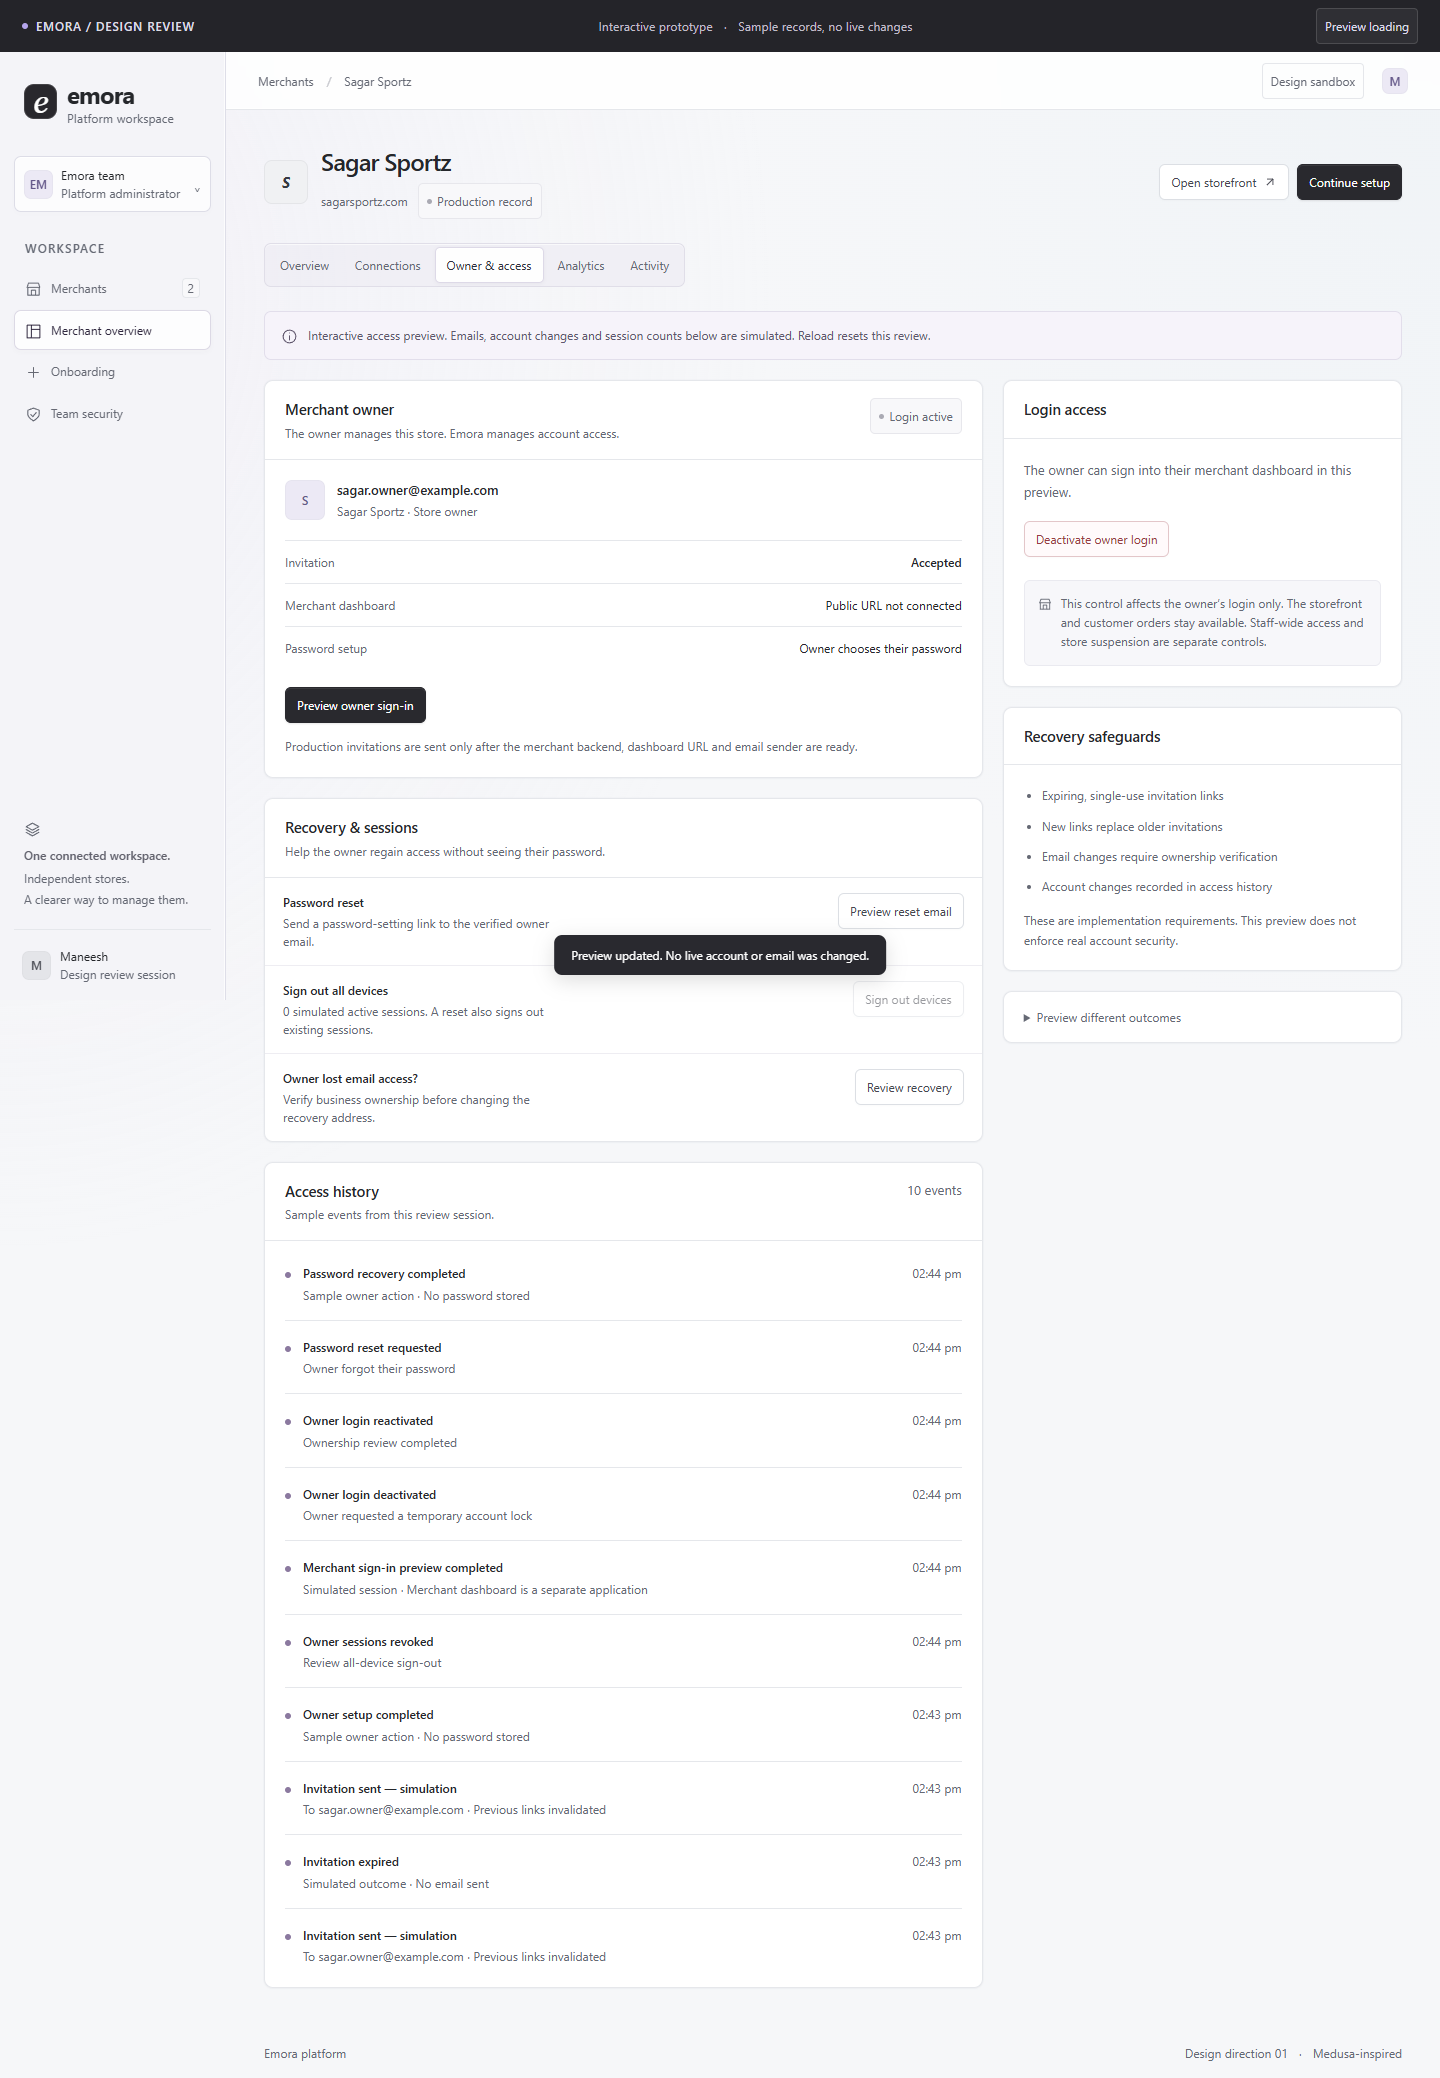 EMORA / DESIGN REVIEW
Interactive prototype · Sample records, no live changes
Preview loading
e
emora
Platform workspace
EM
Emora team
Platform administrator
WORKSPACE
Merchants
2
Merchant overview
Onboarding
Team security
One connected workspace.
Independent stores.
A clearer way to manage them.
M
Maneesh
Design review session
Merchants / Sagar Sportz
Design sandbox
M
S
Sagar Sportz
sagarsportz.com
Production record
Open storefront
Continue setup
Overview
Connections
Owner & access
Analytics
Activity
Interactive access preview. Emails, account changes and session counts below are simulated. Reload resets this review.
Merchant owner
The owner manages this store. Emora manages account access.
Login active
S
sagar.owner@example.com
Sagar Sportz · Store owner
Invitation
Accepted
Merchant dashboard
Public URL not connected
Password setup
Owner chooses their password
Preview owner sign-in
Production invitations are sent only after the merchant backend, dashboard URL and email sender are ready.
Recovery & sessions
Help the owner regain access without seeing their password.
Password reset
Send a password-setting link to the verified owner
email.
Preview reset email
Preview updated. No live account or email was changed.
Sign out all devices
0 simulated active sessions. A reset also signs out
existing sessions.
Sign out devices
Owner lost email access?
Verify business ownership before changing the
recovery address.
Review recovery
Access history
Sample events from this review session.
10 events
Password recovery completed
02:44 pm
Sample owner action · No password stored
Password reset requested
02:44 pm
Owner forgot their password
Owner login reactivated
02:44 pm
Ownership review completed
Owner login deactivated
02:44 pm
Owner requested a temporary account lock
Merchant sign-in preview completed
02:44 pm
Simulated session · Merchant dashboard is a separate application
Owner sessions revoked
02:44 pm
Review all-device sign-out
Owner setup completed
02:43 pm
Sample owner action · No password stored
Invitation sent — simulation
02:43 pm
To sagar.owner@example.com · Previous links invalidated
Invitation expired
02:43 pm
Simulated outcome · No email sent
Invitation sent — simulation
02:43 pm
To sagar.owner@example.com · Previous links invalidated
Login access
The owner can sign into their merchant dashboard in this
preview.
Deactivate owner login
This control affects the owner's login only. The storefront
and customer orders stay available. Staff-wide access and
store suspension are separate controls.
Recovery safeguards
• Expiring, single-use invitation links
• New links replace older invitations
• Email changes require ownership verification
• Account changes recorded in access history
These are implementation requirements. This preview does not
enforce real account security.
Preview different outcomes
Emora platform
Design direction 01 · Medusa-inspired